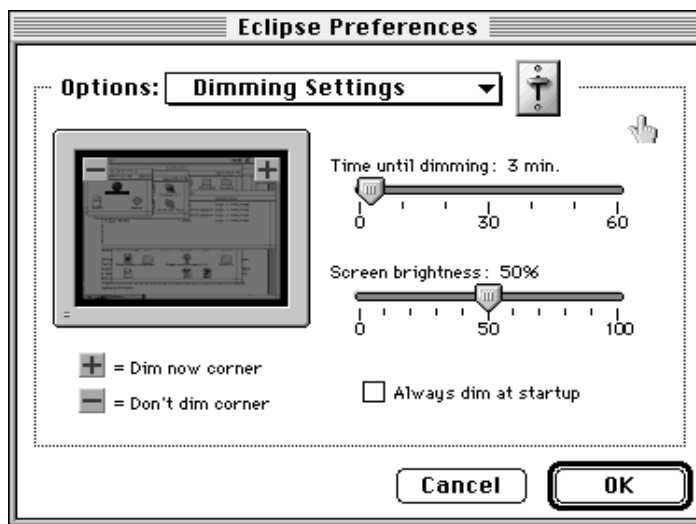 Eclipse Preferences
Options: Dimming Settings
Time until dimming: 3 min.
0 30 60
Screen brightness: 50%
0 50 100
+ = Dim now corner
− = Don't dim corner
Always dim at startup
Cancel OK